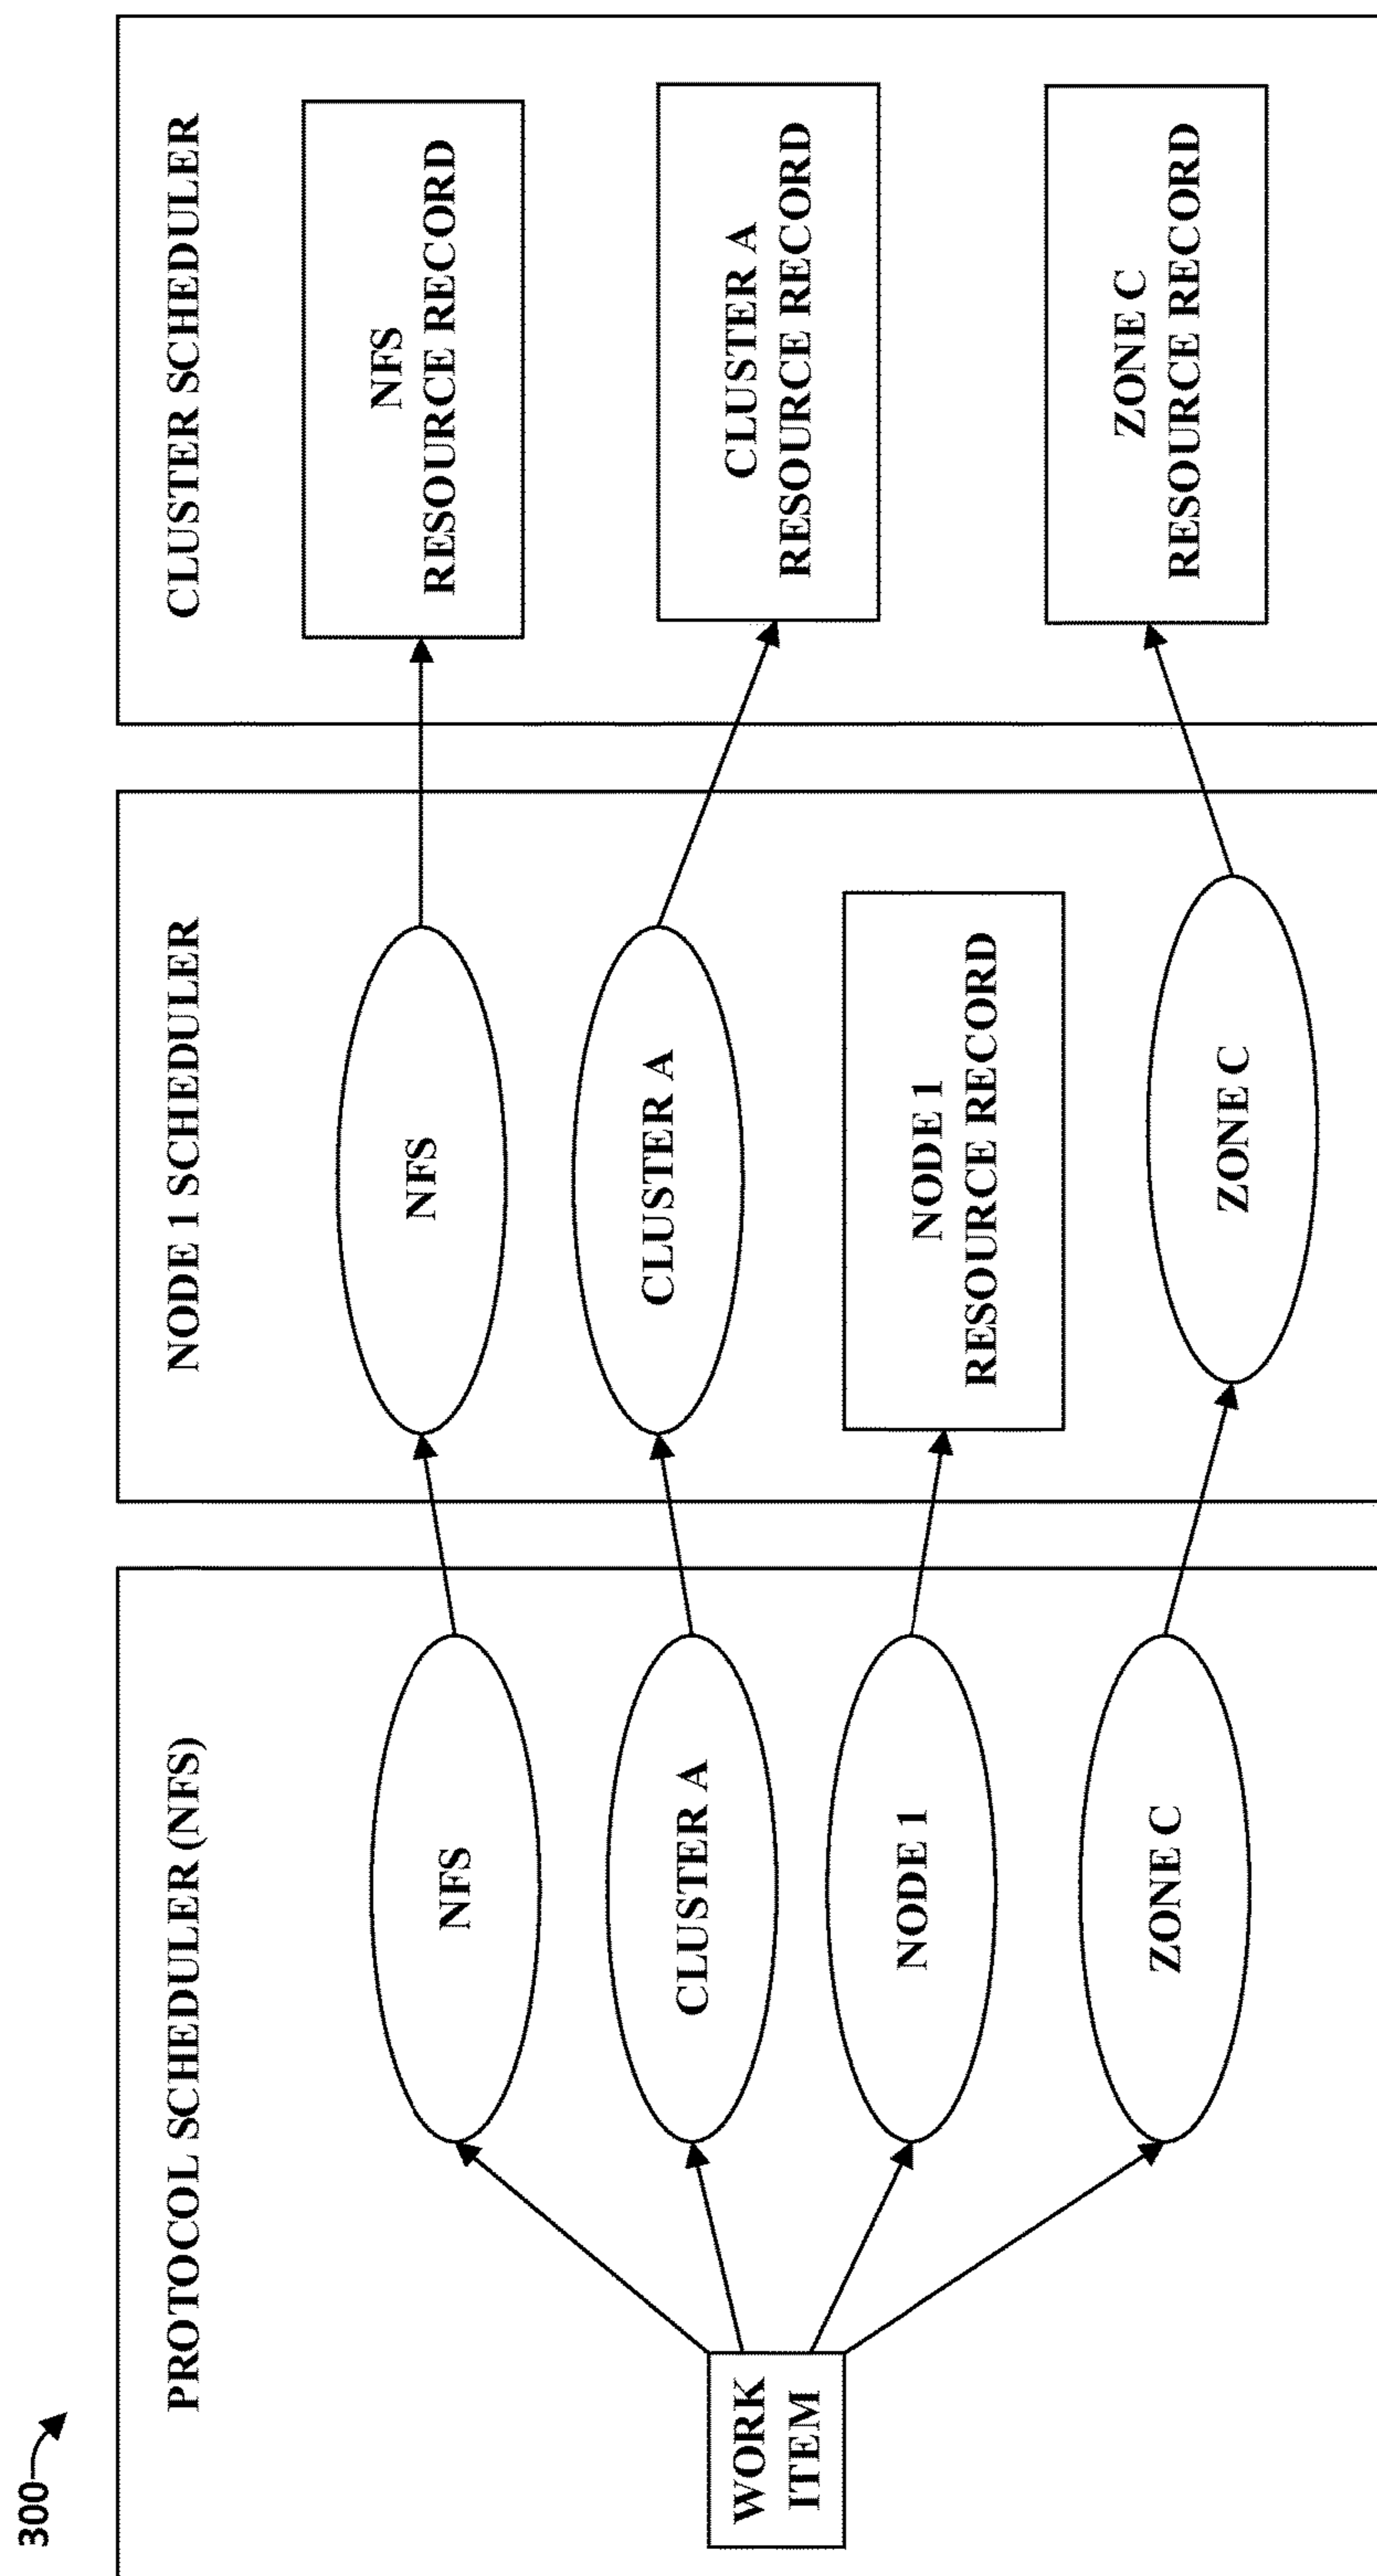 300
PROTOCOL SCHEDULER (NFS)
WORK
ITEM
NFS
CLUSTER A
NODE 1
ZONE C
NODE 1 SCHEDULER
NFS
CLUSTER A
NODE 1
RESOURCE RECORD
ZONE C
CLUSTER SCHEDULER
NFS
RESOURCE RECORD
CLUSTER A
RESOURCE RECORD
ZONE C
RESOURCE RECORD